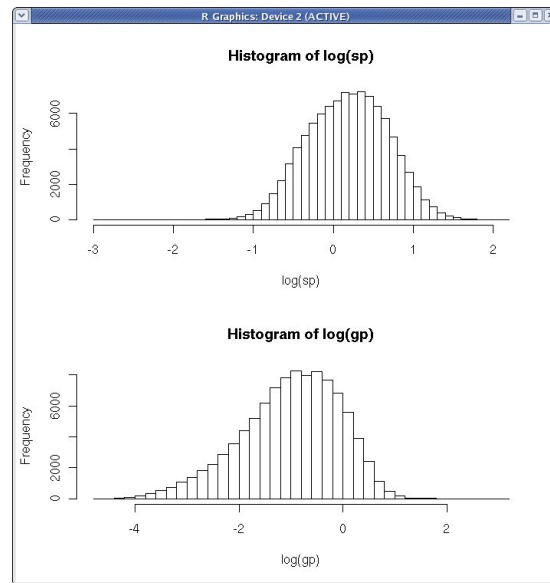 R Graphics: Device 2 (ACTIVE)
Histogram of log(sp)
Frequency
6000
2000
0
-3 -2 -1 0 1 2
log(sp)
Histogram of log(gp)
Frequency
6000
2000
0
-4 -2 0 2
log(gp)